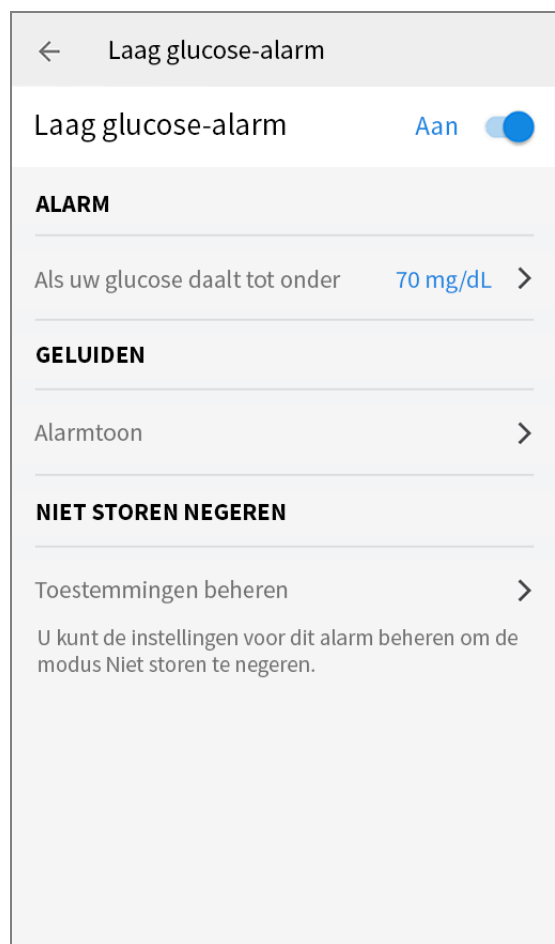 Laag glucose-alarm
Laag glucose-alarm Aan
ALARM
Als uw glucose daalt tot onder 70 mg/dL
GELUIDEN
Alarmtoon
NIET STOREN NEGEREN
Toestemmingen beheren
U kunt de instellingen voor dit alarm beheren om de
modus Niet storen te negeren.